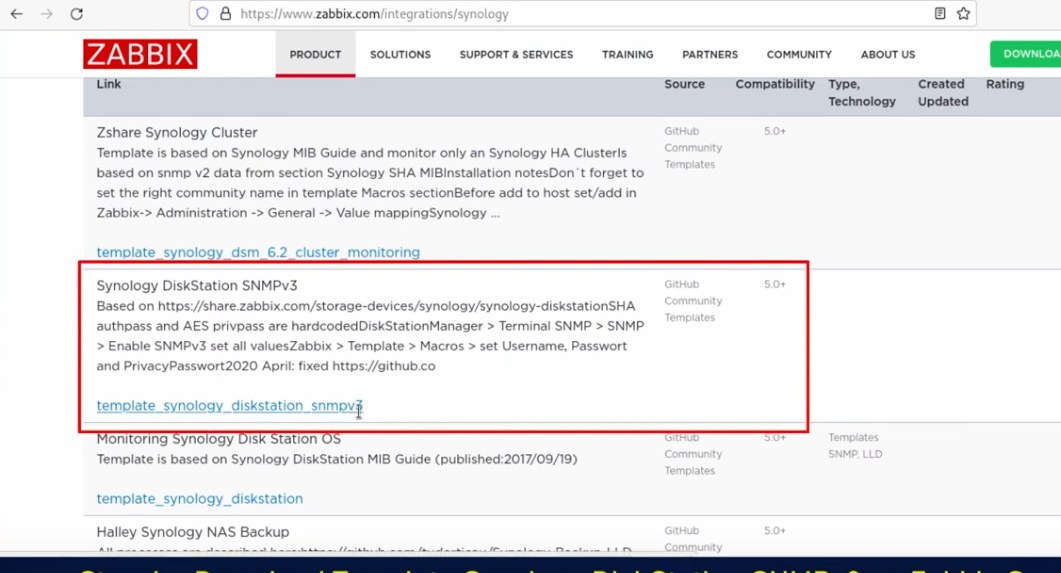 https://www.zabbix.com/integrations/synology
ZABBIX
PRODUCT
SOLUTIONS
SUPPORT & SERVICES
TRAINING
PARTNERS
COMMUNITY
ABOUT US
DOWNLOA
Link
Source
Compatibility
Type,
Technology
Created
Updated
Rating
Zshare Synology Cluster
Template is based on Synology MIB Guide and monitor only an Synology HA ClusterIs
based on snmp v2 data from section Synology SHA MIBInstallation notesDon´t forget to
set the right community name in template Macros sectionBefore add to host set/add in
Zabbix-> Administration -> General -> Value mappingSynology ...
template_synology_dsm_6.2_cluster_monitoring
GitHub
Community
Templates
5.0+
Synology DiskStation SNMPv3
Based on https://share.zabbix.com/storage-devices/synology/synology-diskstationSHA
authpass and AES privpass are hardcodedDiskStationManager > Terminal SNMP > SNMP
> Enable SNMPv3 set all valuesZabbix > Template > Macros > set Username, Passwort
and PrivacyPasswort2020 April: fixed https://github.co
template_synology_diskstation_snmpv3
GitHub
Community
Templates
5.0+
Monitoring Synology Disk Station OS
Template is based on Synology DiskStation MIB Guide (published:2017/09/19)
template_synology_diskstation
GitHub
Community
Templates
5.0+
Templates
SNMP, LLD
Halley Synology NAS Backup
GitHub
Community
5.0+